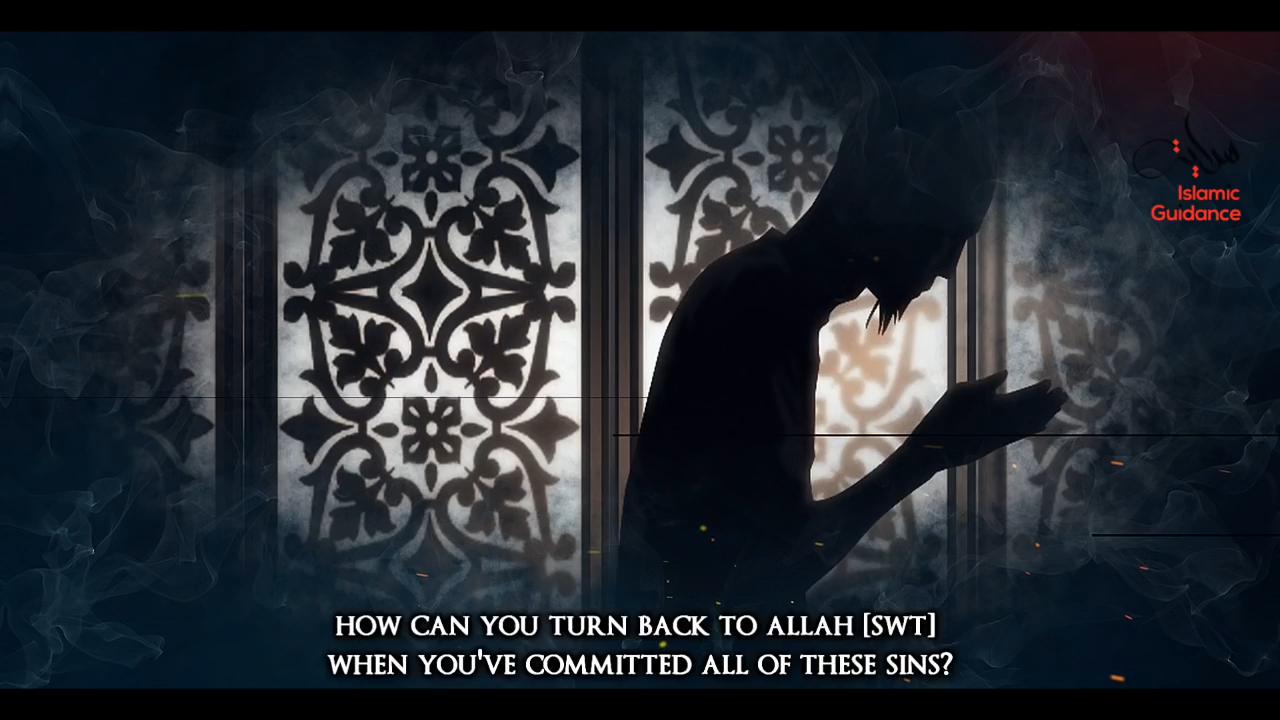 Islamic
Guidance
HOW CAN YOU TURN BACK TO ALLAH [SWT]
WHEN YOU'VE COMMITTED ALL OF THESE SINS?